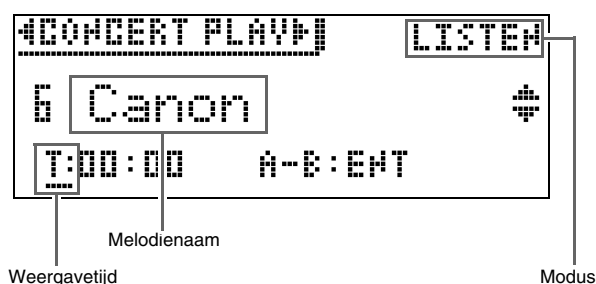 CONCERT PLAY LISTEN
6 Canon
T:00:00 A-B:ENT
Melodienaam
Weergavetijd Modus